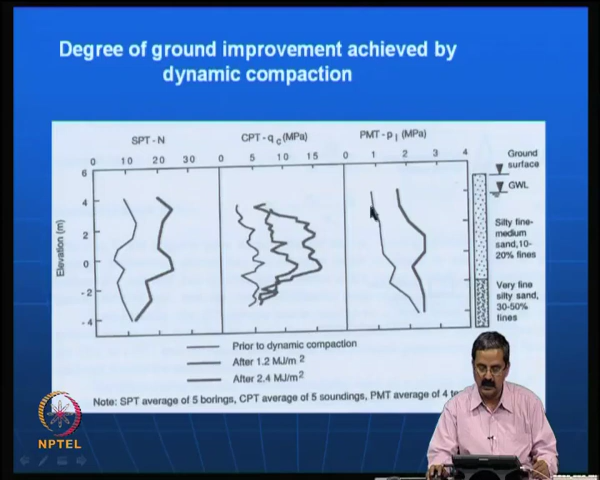 Degree of ground improvement achieved by
dynamic compaction
SPT-N
CPT-q c (MPa)
PMT-p l (MPa)
0 10 20 30 0 5 10 15 0 1 2 3 4
6
4
2
0
-2
-4
Elevation (m)
Ground
surface
GWL
Silty fine-
medium
sand, 10-
20% fines
Very fine
silty sand,
30-50%
fines
Prior to dynamic compaction
After 1.2 MJ/m 2
After 2.4 MJ/m2
Note: SPT average of 5 borings, CPT average of 5 soundings, PMT average of 4
NPTEL